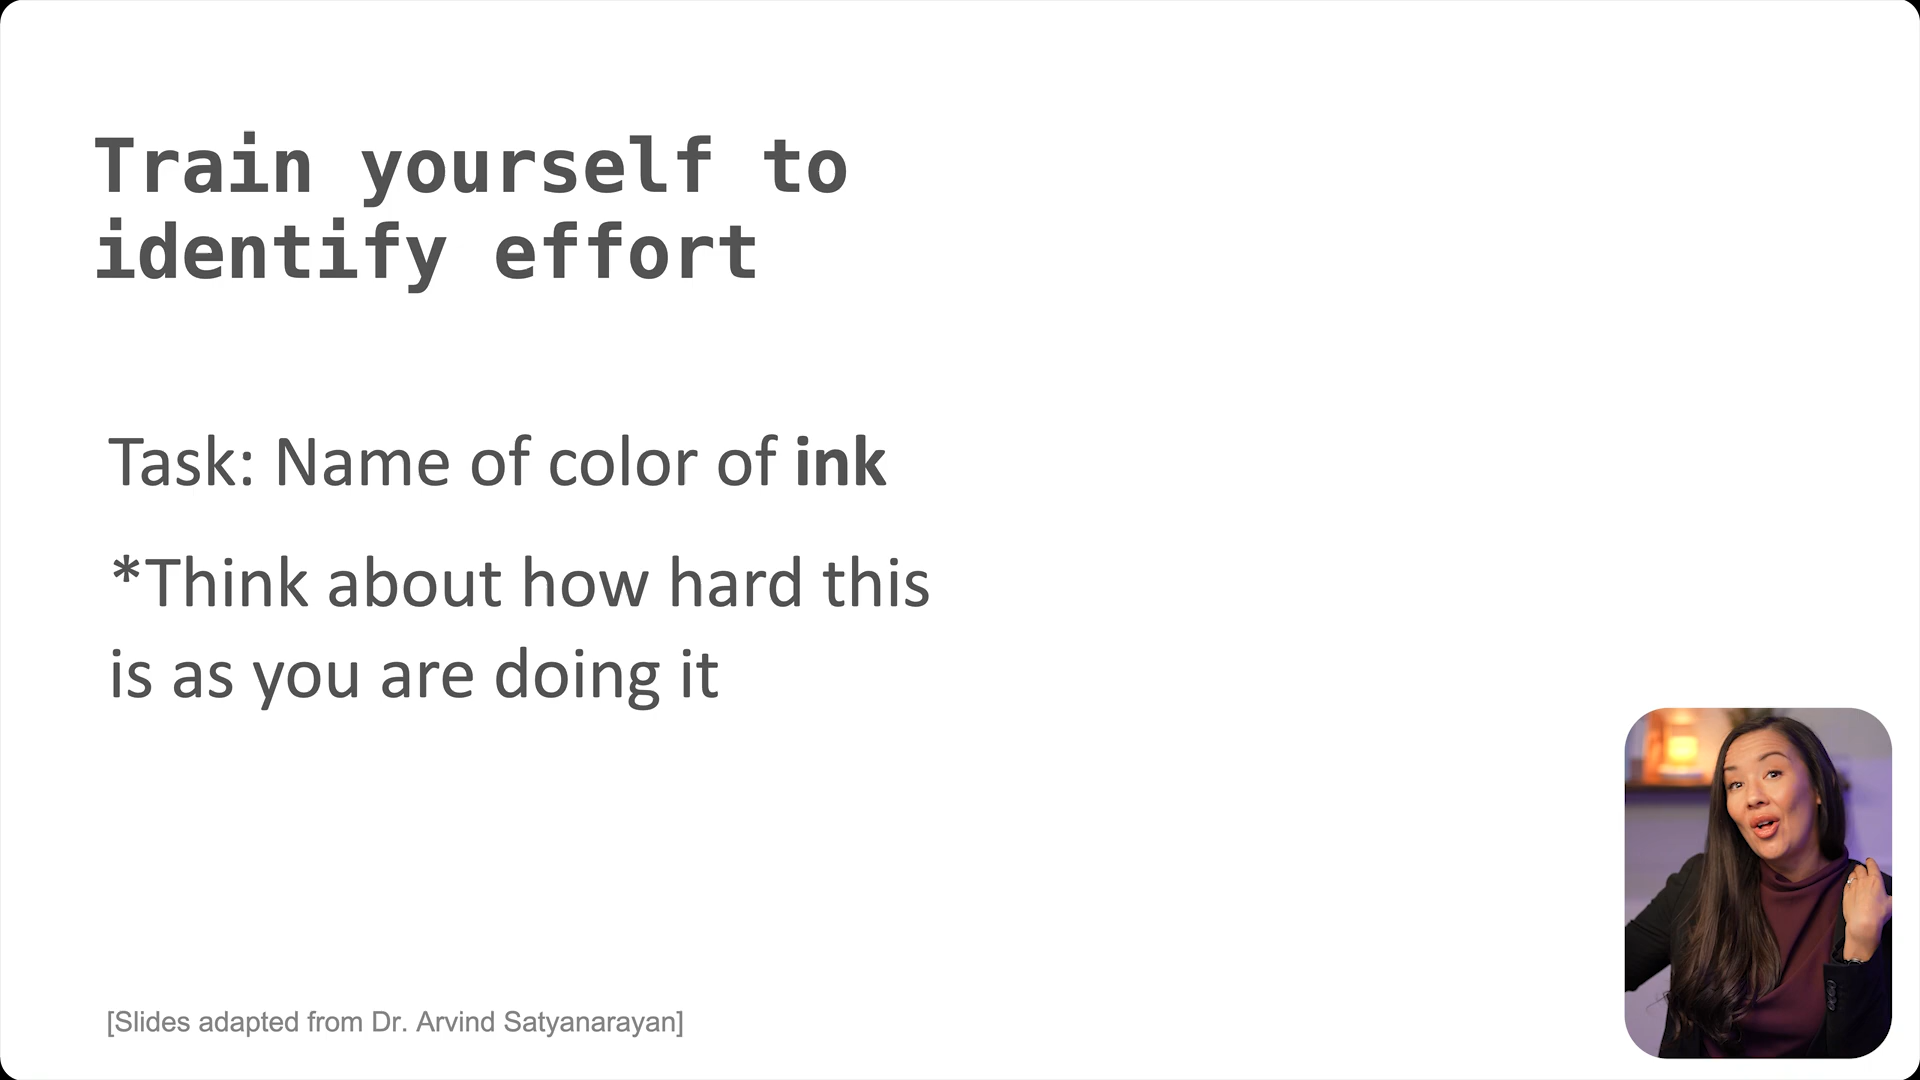 Train yourself to
identify effort
Task: Name of color of ink
*Think about how hard this
is as you are doing it
[Slides adapted from Dr. Arvind Satyanarayan]